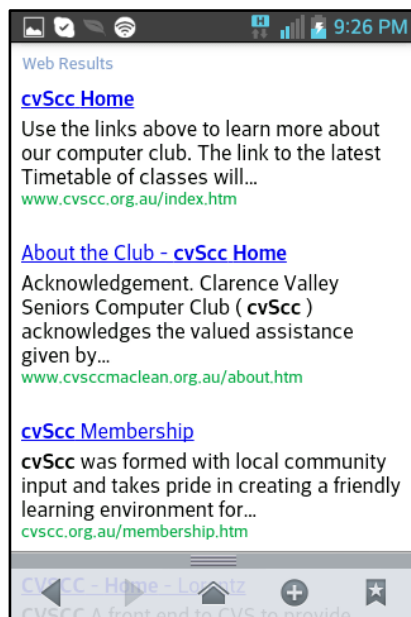 H 9:26 PM
Web Results
cvScc Home
Use the links above to learn more about
our computer club. The link to the latest
Timetable of classes will...
www.cvscc.org.au/index.htm
About the Club - cvScc Home
Acknowledgement. Clarence Valley
Seniors Computer Club ( cvScc )
acknowledges the valued assistance
given by...
www.cvsccmaclean.org.au/about.htm
cvScc Membership
cvScc was formed with local community
input and takes pride in creating a friendly
learning environment for...
cvscc.org.au/membership.htm
CVSCC - Home - Lorentz
CVSCC A front end to CVS to provide